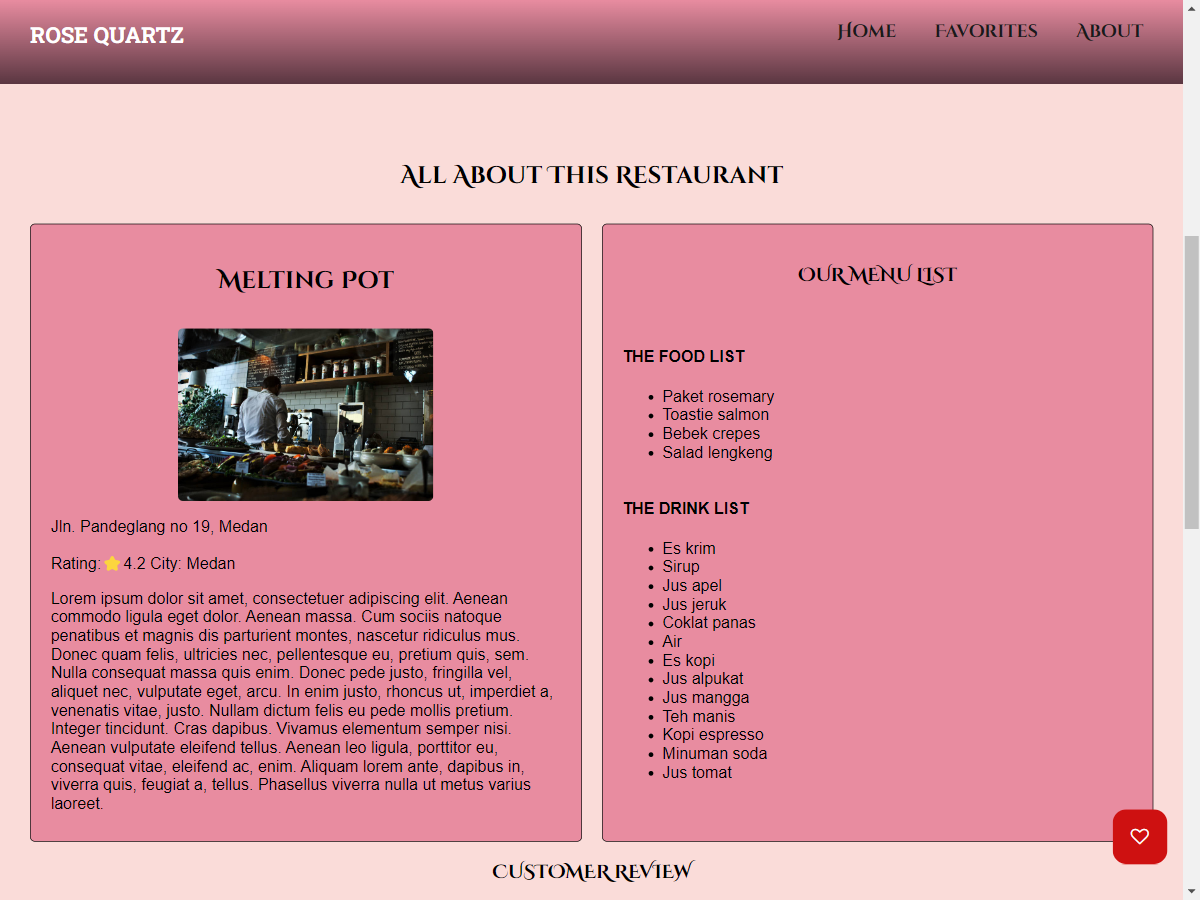 ROSE QUARTZ
Home Favorites About
All About This Restaurant
Melting Pot
Jln. Pandeglang no 19, Medan
Rating: ⭐ 4.2 City: Medan
Lorem ipsum dolor sit amet, consectetuer adipiscing elit. Aenean
commodo ligula eget dolor. Aenean massa. Cum sociis natoque
penatibus et magnis dis parturient montes, nascetur ridiculus mus.
Donec quam felis, ultricies nec, pellentesque eu, pretium quis, sem.
Nulla consequat massa quis enim. Donec pede justo, fringilla vel,
aliquet nec, vulputate eget, arcu. In enim justo, rhoncus ut, imperdiet a,
venenatis vitae, justo. Nullam dictum felis eu pede mollis pretium.
Integer tincidunt. Cras dapibus. Vivamus elementum semper nisi.
Aenean vulputate eleifend tellus. Aenean leo ligula, porttitor eu,
consequat vitae, eleifend ac, enim. Aliquam lorem ante, dapibus in,
viverra quis, feugiat a, tellus. Phasellus viverra nulla ut metus varius
laoreet.
OUR MENU LIST
THE FOOD LIST
Paket rosemary
Toastie salmon
Bebek crepes
Salad lengkeng
THE DRINK LIST
Es krim
Sirup
Jus apel
Jus jeruk
Coklat panas
Air
Es kopi
Jus alpukat
Jus mangga
Teh manis
Kopi espresso
Minuman soda
Jus tomat
CUSTOMER REVIEW